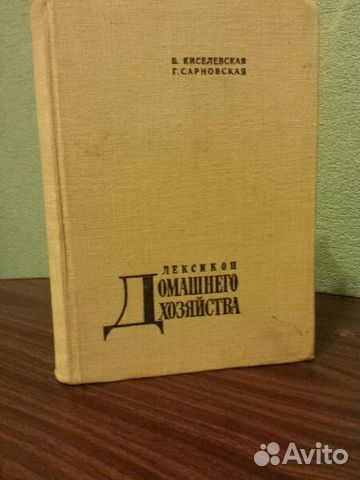 Б. КИСЕЛЕВСКАЯ
Г. САРНОВСКАЯ
ЛЕКСИКОН
ДОМАШНЕГО
ХОЗЯЙСТВА
Avito